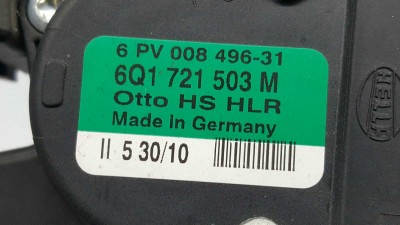 6 PV 008 496-31
6Q1 721 503 M
Otto HS HLR
Made In Germany
II 5 30/10
HELLA